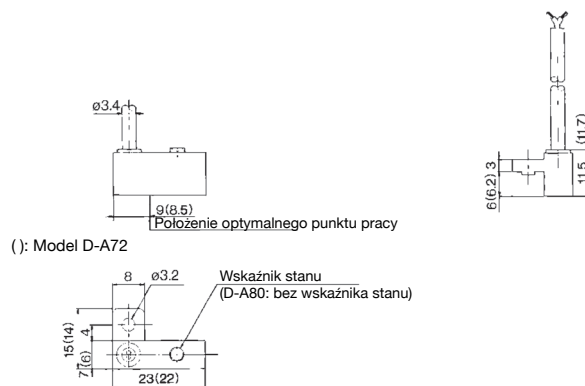 ø3.4
(11.7)
3
11.5
6(6.2)
9(8.5)
Położenie optymalnego punktu pracy
( ): Model D-A72
8
ø3.2
Wskaźnik stanu
(D-A80: bez wskaźnika stanu)
15(14)
4
7(6)
23(22)